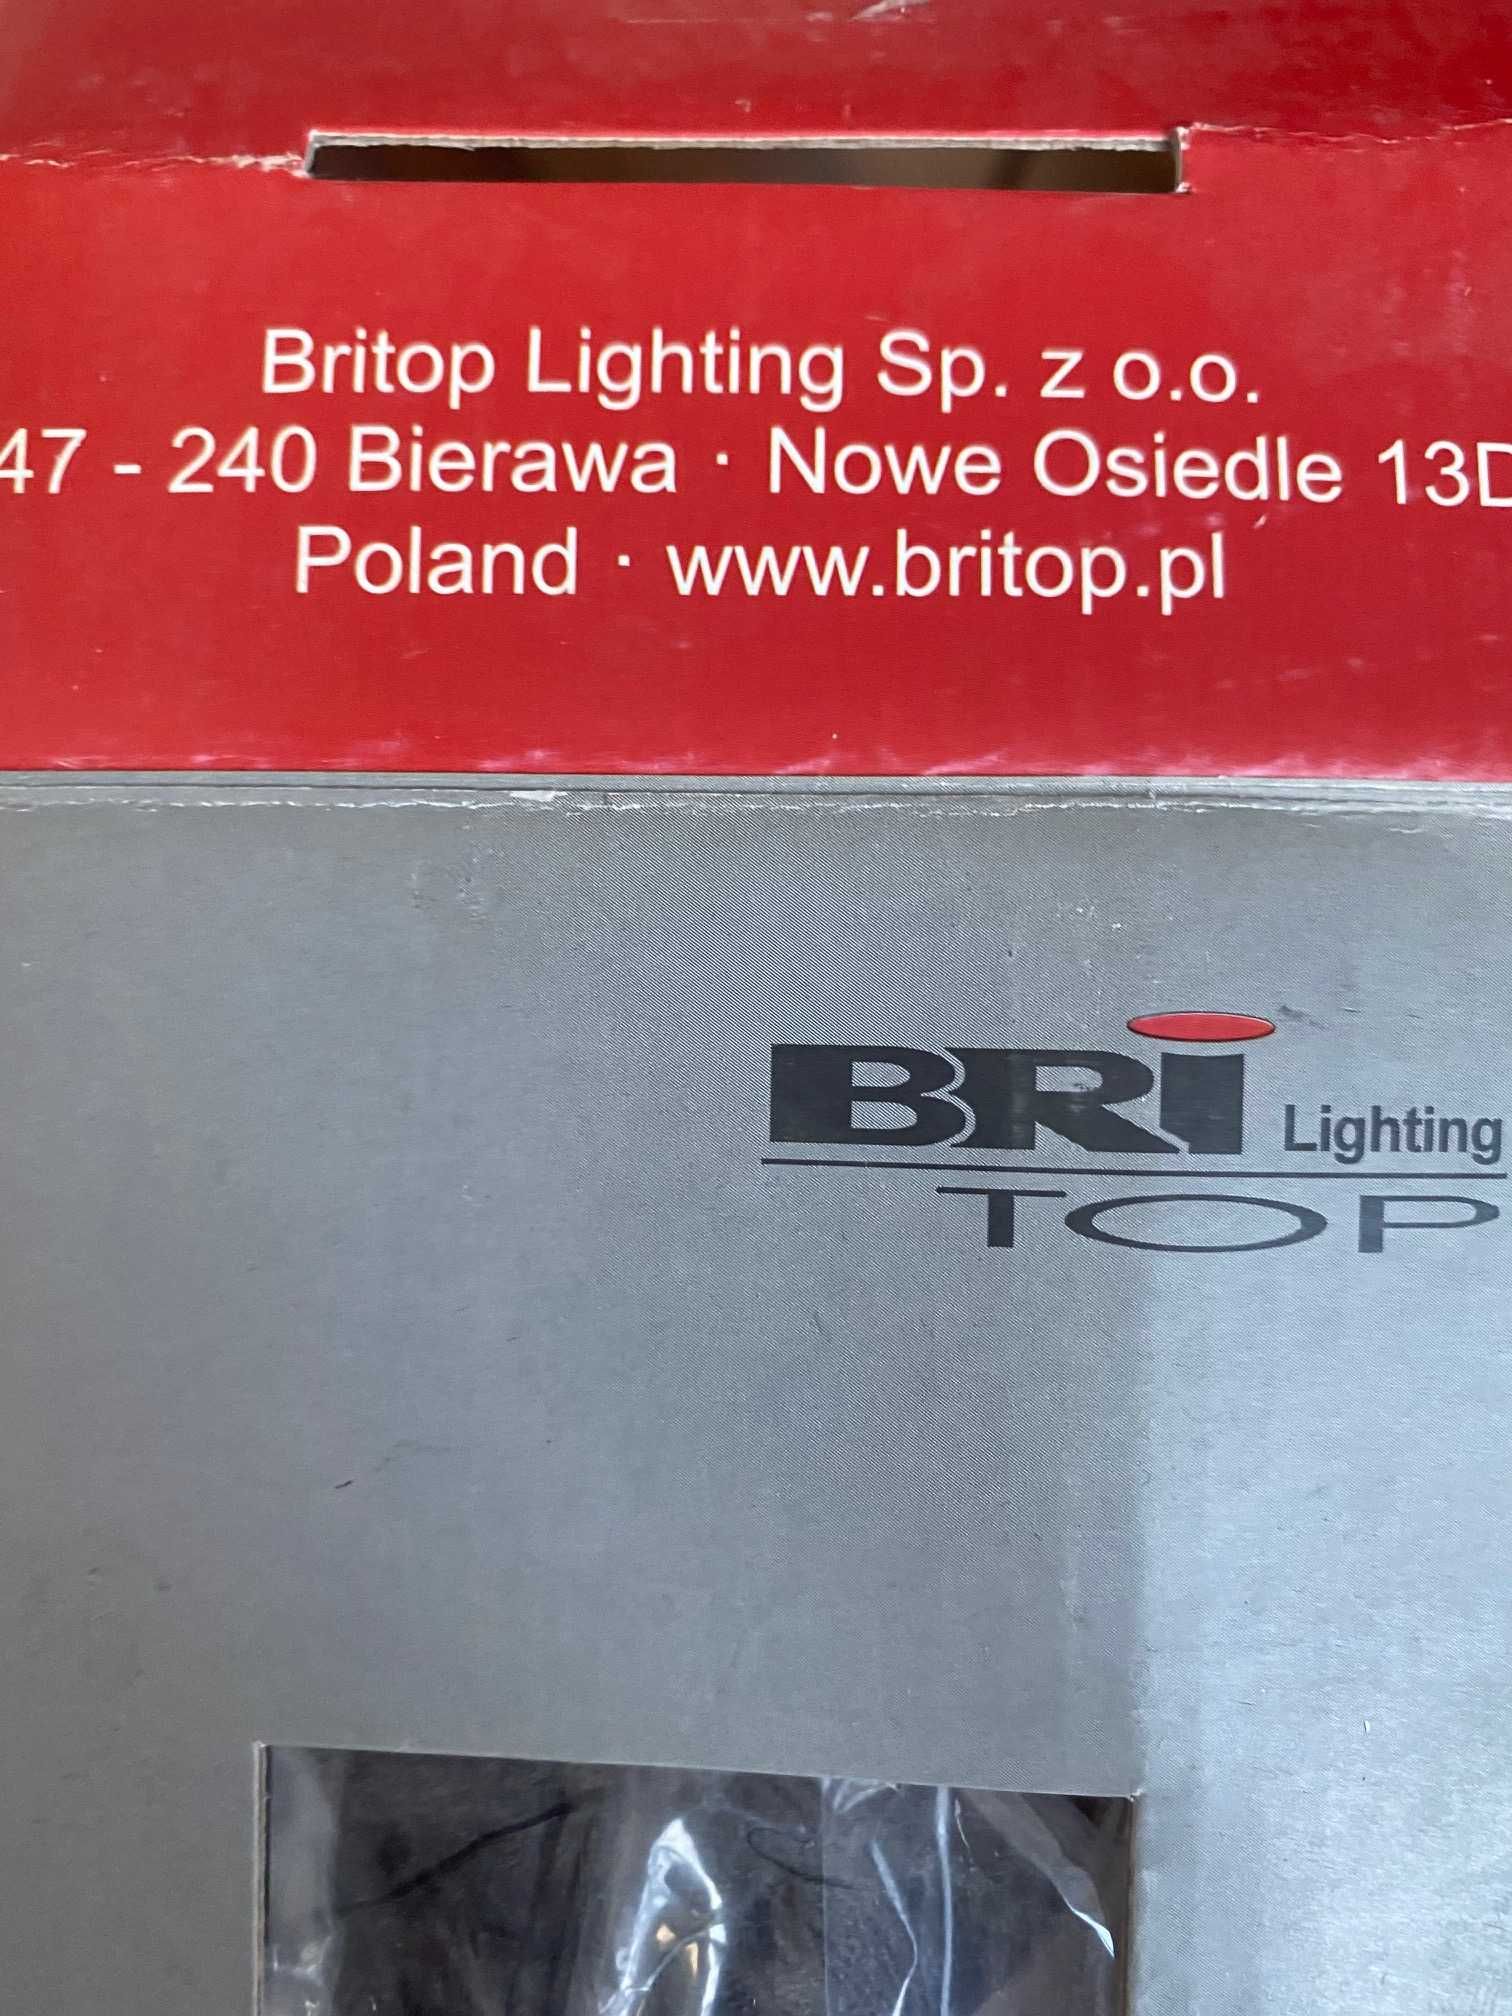 Britop Lighting Sp. z o.o.
47 - 240 Bierawa · Nowe Osiedle 13D
Poland · www.britop.pl
BRi Lighting
TOP